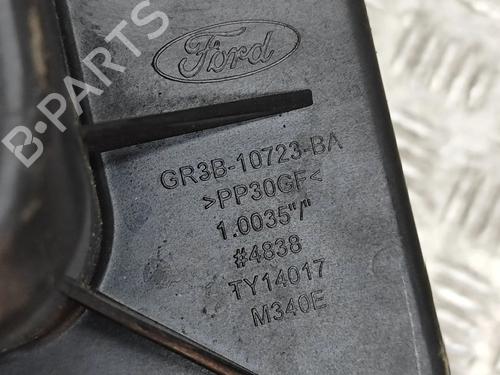 Ford
B-PARTS
GR3B-10723-BA
>PP30GF<
1.0035"/"
#4838
TY14017
M340E